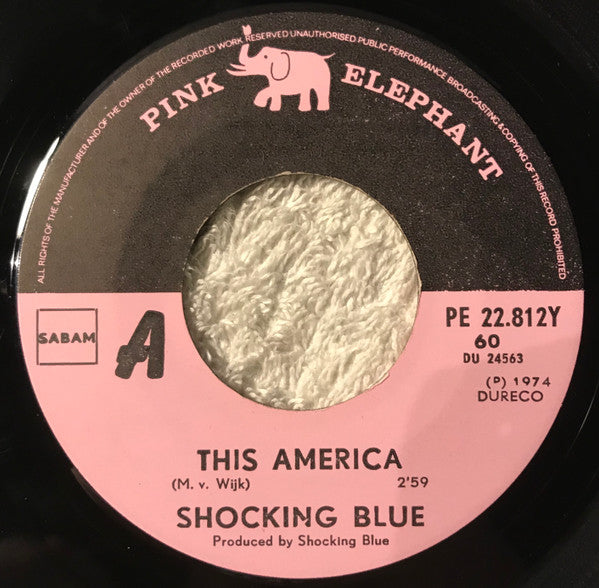 ALL RIGHTS OF THE MANUFACTURER AND OF THE OWNER OF THE RECORDED WORK RESERVED UNAUTHORISED PUBLIC PERFORMANCE BROADCASTING & COPYING OF THIS RECORD PROHIBITED
PINK ELEPHANT
SABAM
A
PE 22.812Y
60
DU 24563
(P) 1974
DURECO
THIS AMERICA
(M. v. Wijk) 2'59
SHOCKING BLUE
Produced by Shocking Blue